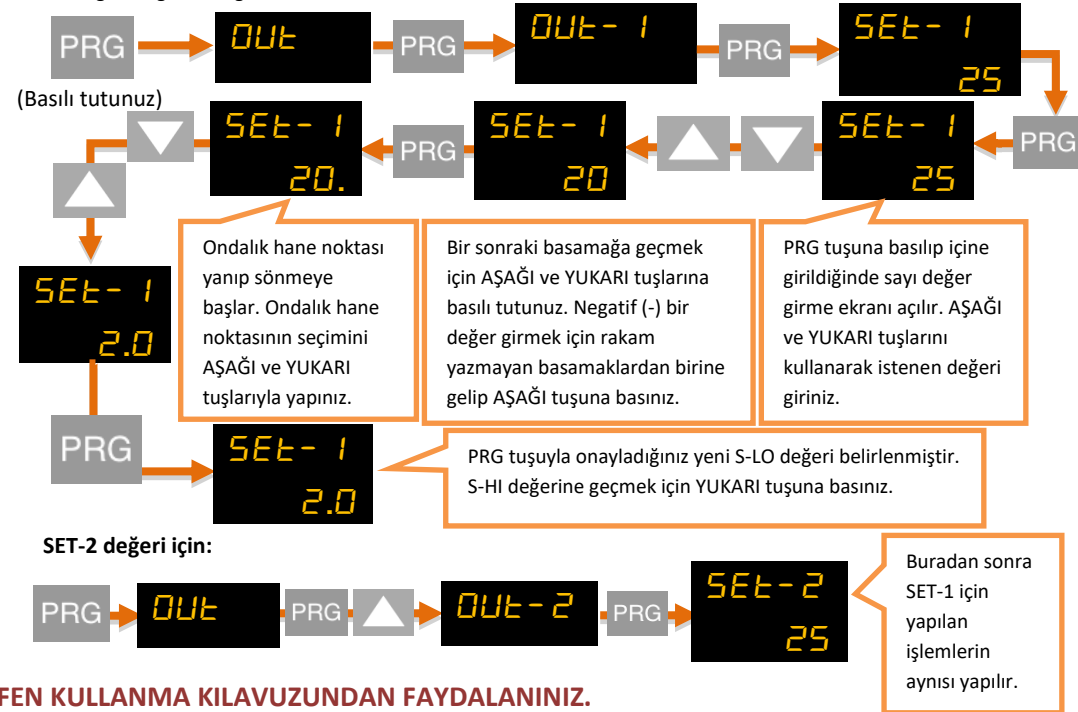 PRG
OUt
PRG
OUt- 1
PRG
SEt- 1
25
(Basılı tutunuz)
PRG
SEt- 1
25
SEt- 1
20
PRG
SEt- 1
20.
Ondalık hane noktası
yanıp sönmeye
başlar. Ondalık hane
noktasının seçimini
AŞAĞI ve YUKARI
tuşlarıyla yapınız.
Bir sonraki basamağa geçmek
için AŞAĞI ve YUKARI tuşlarına
basılı tutunuz. Negatif (-) bir
değer girmek için rakam
yazmayan basamaklardan birine
gelip AŞAĞI tuşuna basınız.
PRG tuşuna basılıp içine
girildiğinde sayı değer
girme ekranı açılır. AŞAĞI
ve YUKARI tuşlarını
kullanarak istenen değeri
giriniz.
SEt- 1
2.0
PRG
SEt- 1
2.0
PRG tuşuyla onayladığınız yeni S-LO değeri belirlenmiştir.
S-HI değerine geçmek için YUKARI tuşuna basınız.
SET-2 değeri için:
PRG
OUt
PRG
OUt-2
PRG
SEt-2
25
Buradan sonra
SET-1 için
yapılan
işlemlerin
aynısı yapılır.
FEN KULLANMA KILAVUZUNDAN FAYDALANINIZ.